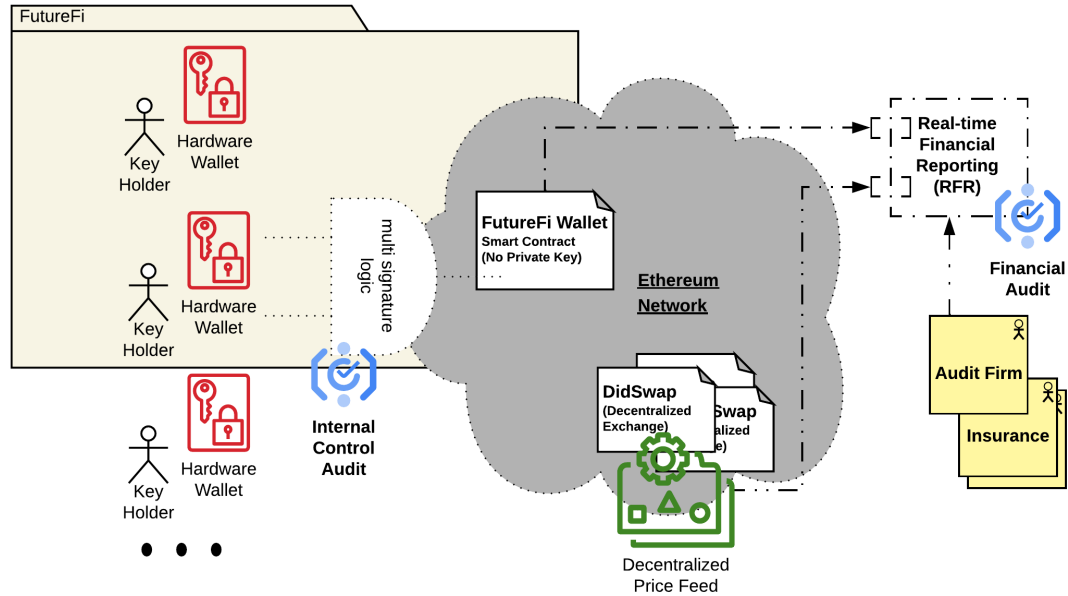 FutureFi
Hardware
Wallet
Key
Holder
Hardware
Wallet
Key
Holder
Hardware
Wallet
Key
Holder
multi signature
logic
Internal
Control
Audit
FutureFi Wallet
Smart Contract
(No Private Key)
Ethereum
Network
DidSwap
(Decentralized
Exchange)
Swap
alized
e)
Decentralized
Price Feed
Real-time
Financial
Reporting
(RFR)
Financial
Audit
Audit Firm
Insurance